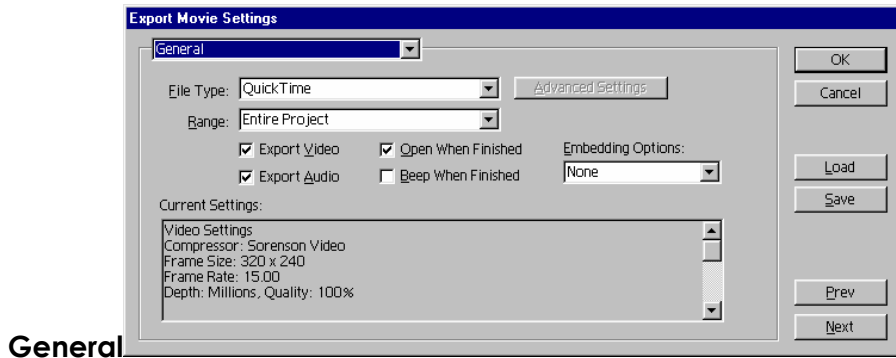 Export Movie Settings
General
OK
File Type: QuickTime
Advanced Settings
Cancel
Range: Entire Project
Export Video
Open When Finished
Embedding Options:
Export Audio
Beep When Finished
None
Load
Save
Current Settings:
Video Settings
Compressor: Sorenson Video
Frame Size: 320 x 240
Frame Rate: 15.00
Depth: Millions, Quality: 100%
Prev
Next
General